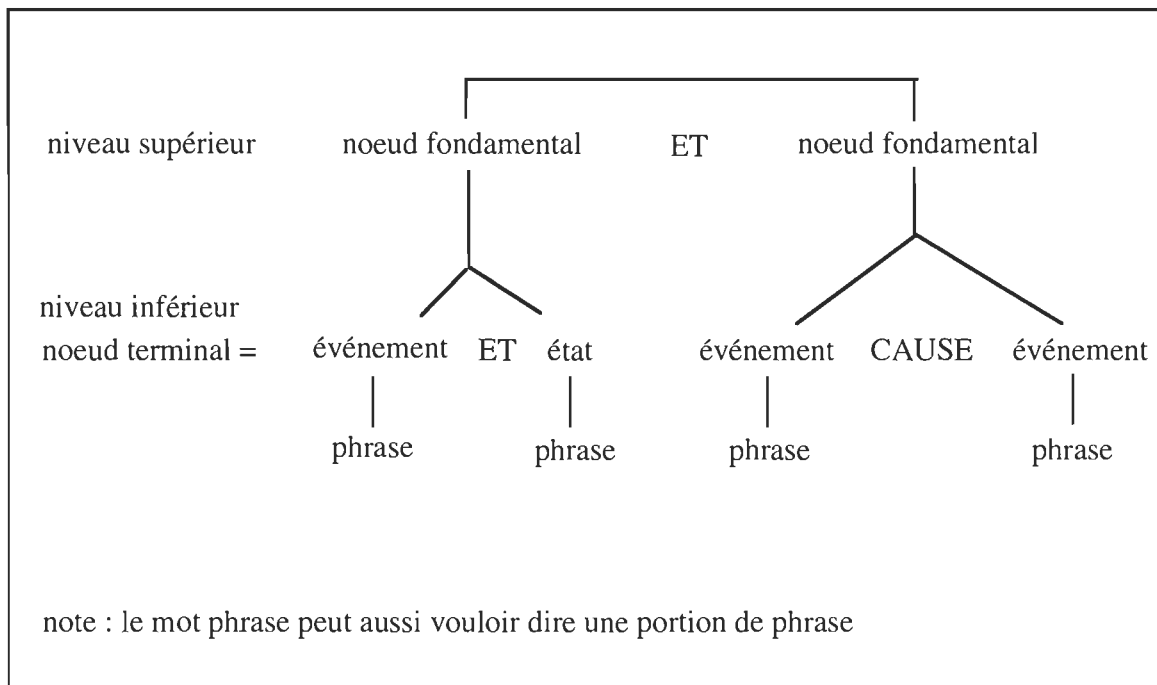 niveau supérieur noeud fondamental ET noeud fondamental
niveau inférieur
noeud terminal = événement ET état événement CAUSE événement
phrase phrase phrase phrase
note : le mot phrase peut aussi vouloir dire une portion de phrase